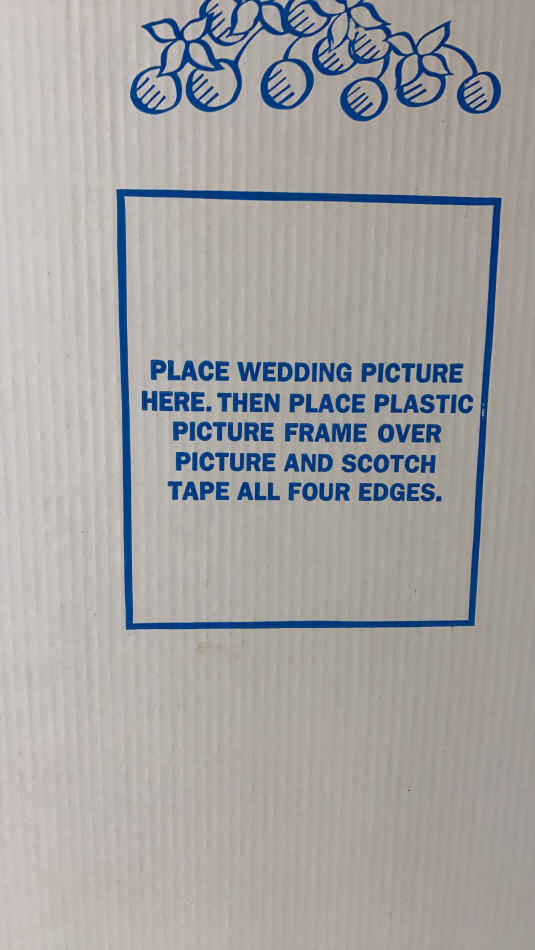 PLACE WEDDING PICTURE
HERE. THEN PLACE PLASTIC
PICTURE FRAME OVER
PICTURE AND SCOTCH
TAPE ALL FOUR EDGES.